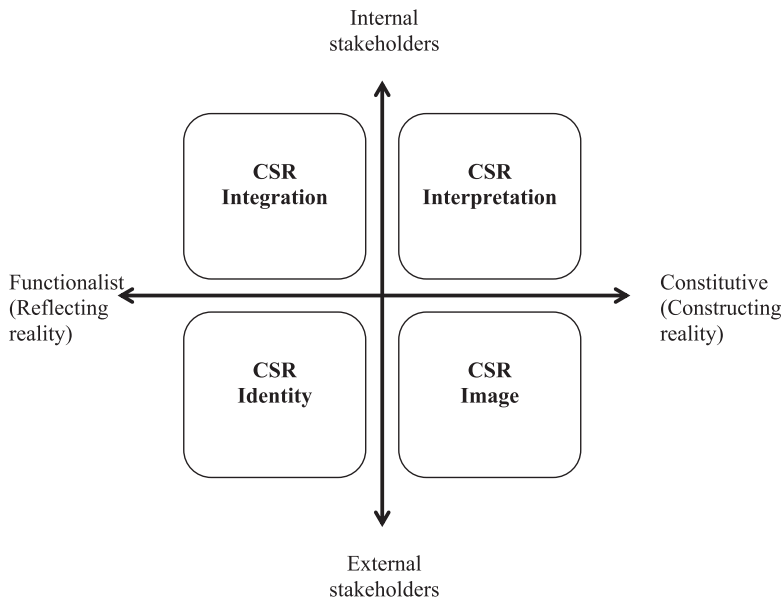 Internal
stakeholders
CSR
Integration
CSR
Interpretation
Functionalist
(Reflecting
reality)
Constitutive
(Constructing
reality)
CSR
Identity
CSR
Image
External
stakeholders